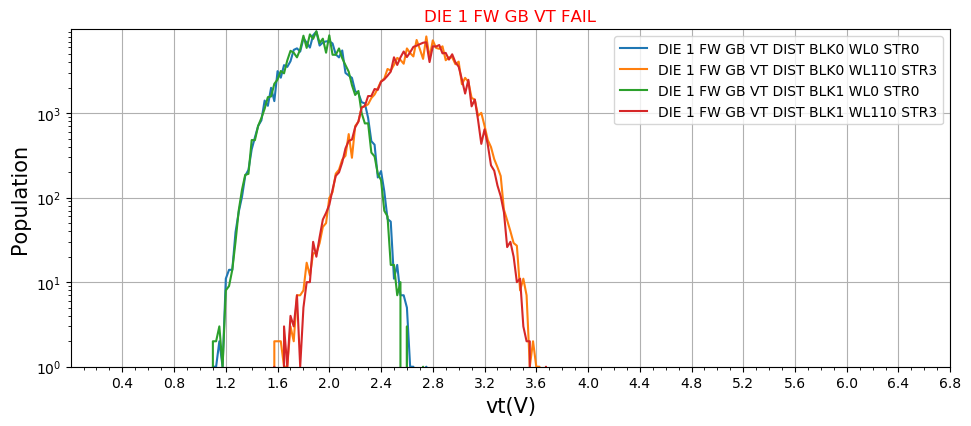 DIE 1 FW GB VT FAIL
DIE 1 FW GB VT DIST BLK0 WL0 STR0
DIE 1 FW GB VT DIST BLK0 WL110 STR3
DIE 1 FW GB VT DIST BLK1 WL0 STR0
DIE 1 FW GB VT DIST BLK1 WL110 STR3
Population
10³
10²
10¹
10⁰
0.4 0.8 1.2 1.6 2.0 2.4 2.8 3.2 3.6 4.0 4.4 4.8 5.2 5.6 6.0 6.4 6.8
vt(V)